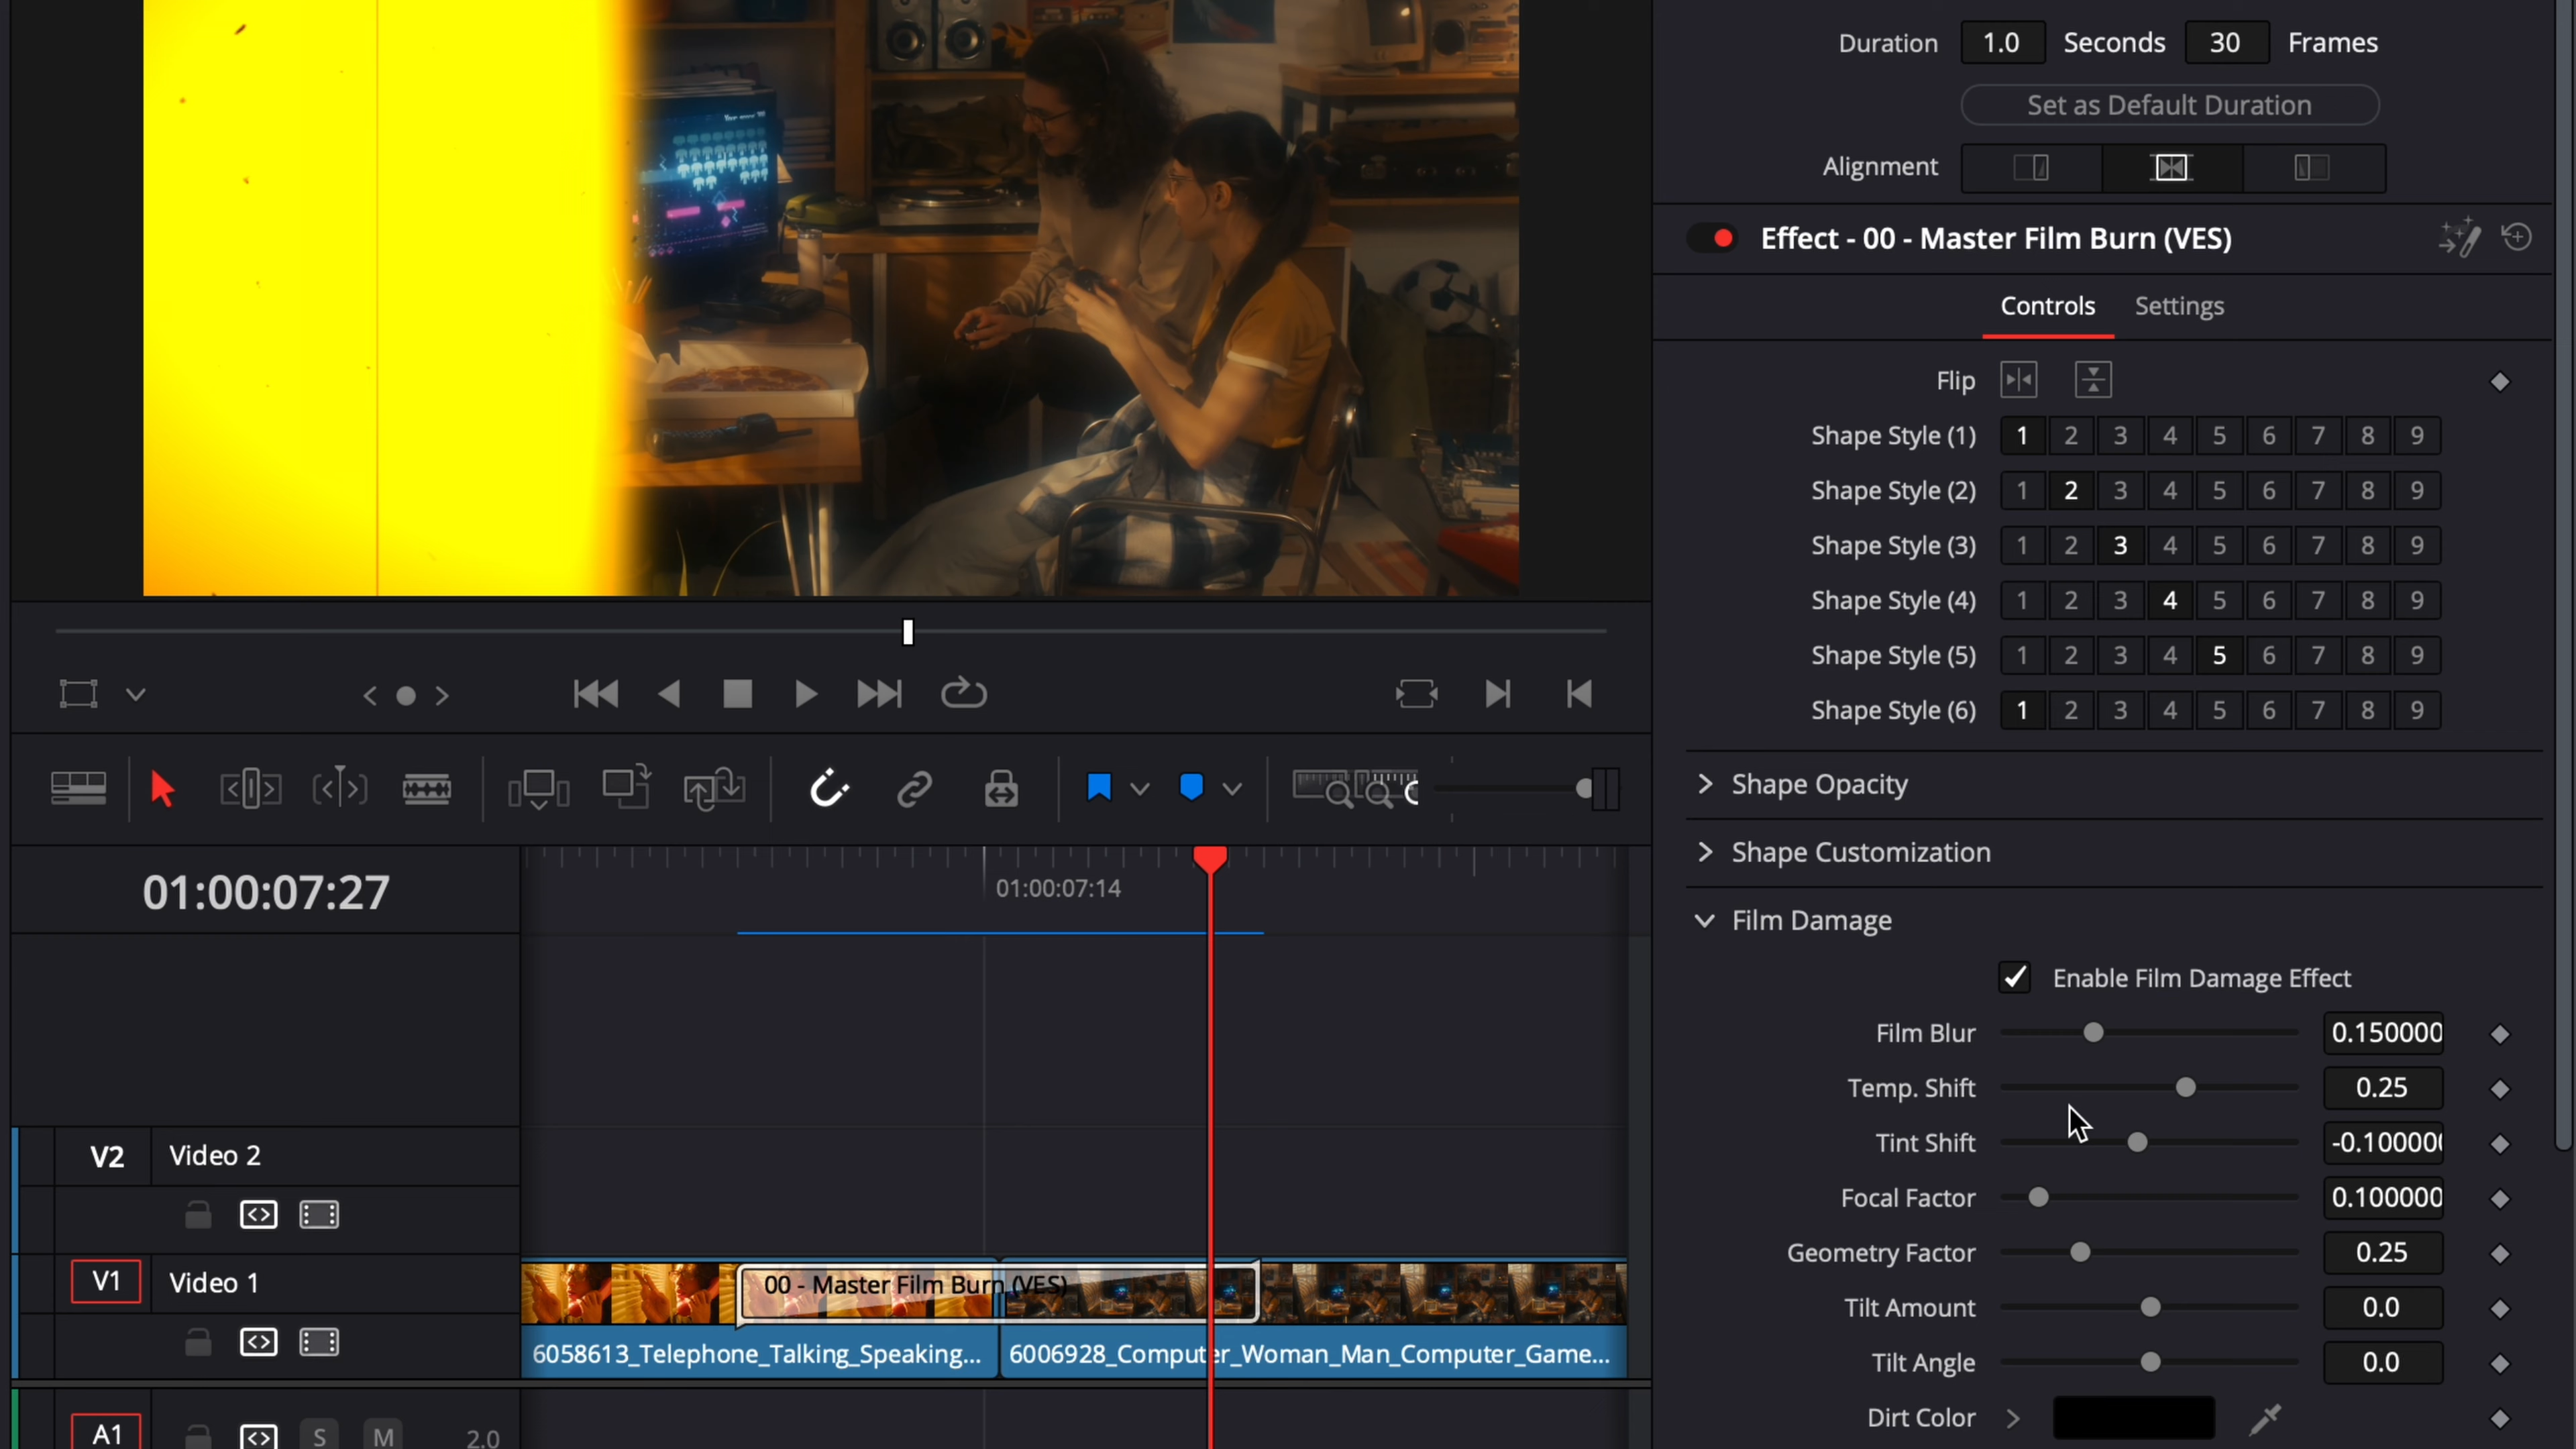 Duration 1.0 Seconds 30 Frames
Set as Default Duration
Alignment
Effect - 00 - Master Film Burn (VES)
Controls Settings
Flip
Shape Style (1) 1 2 3 4 5 6 7 8 9
Shape Style (2) 1 2 3 4 5 6 7 8 9
Shape Style (3) 1 2 3 4 5 6 7 8 9
Shape Style (4) 1 2 3 4 5 6 7 8 9
Shape Style (5) 1 2 3 4 5 6 7 8 9
Shape Style (6) 1 2 3 4 5 6 7 8 9
Shape Opacity
Shape Customization
Film Damage
Enable Film Damage Effect
Film Blur 0.150000
Temp. Shift 0.25
Tint Shift -0.100000
Focal Factor 0.100000
Geometry Factor 0.25
Tilt Amount 0.0
Tilt Angle 0.0
Dirt Color
01:00:07:27
01:00:07:14
V2 Video 2
V1 Video 1
00 - Master Film Burn (VES)
6058613_Telephone_Talking_Speaking...
6006928_Computer_Woman_Man_Computer_Game...
A1 S M 2.0